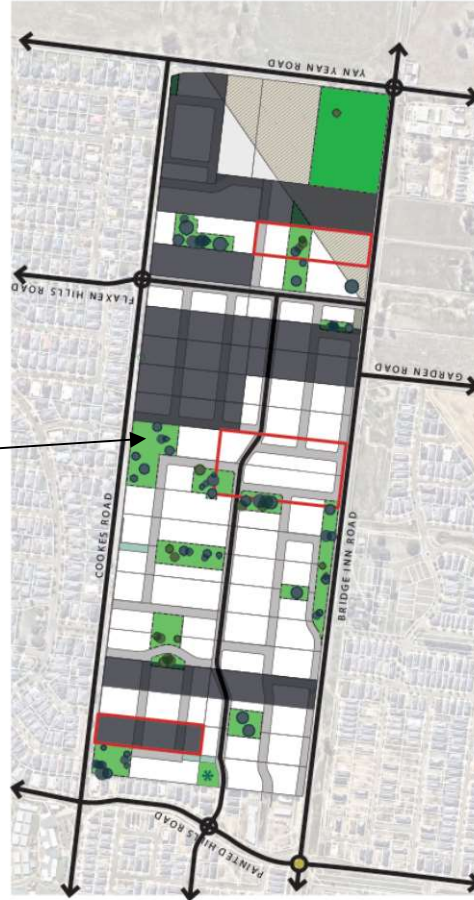 YAN YEAN ROAD
FLAXEN HILLS ROAD
GARDEN ROAD
COOKES ROAD
BRIDGE INN ROAD
PAINTED HILLS ROAD